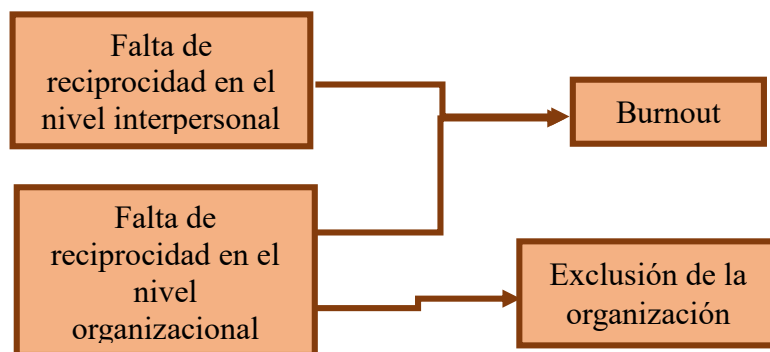 Falta de
reciprocidad en el
nivel interpersonal
Burnout
Falta de
reciprocidad en el
nivel
organizacional
Exclusión de la
organización